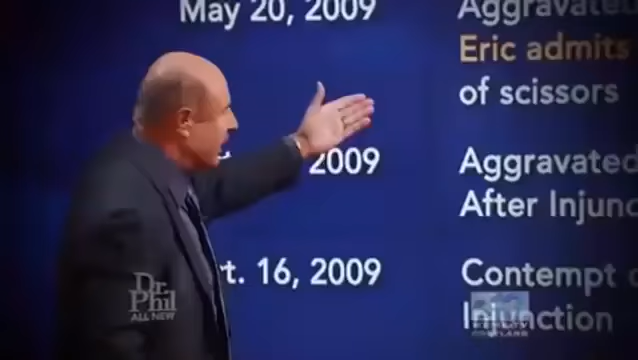 May 20, 2009
Aggravated
Eric admits
of scissors
2009
Aggravated
After Injunc
t. 16, 2009
Contempt
Injunction
Dr.
Phil
ALL NEW